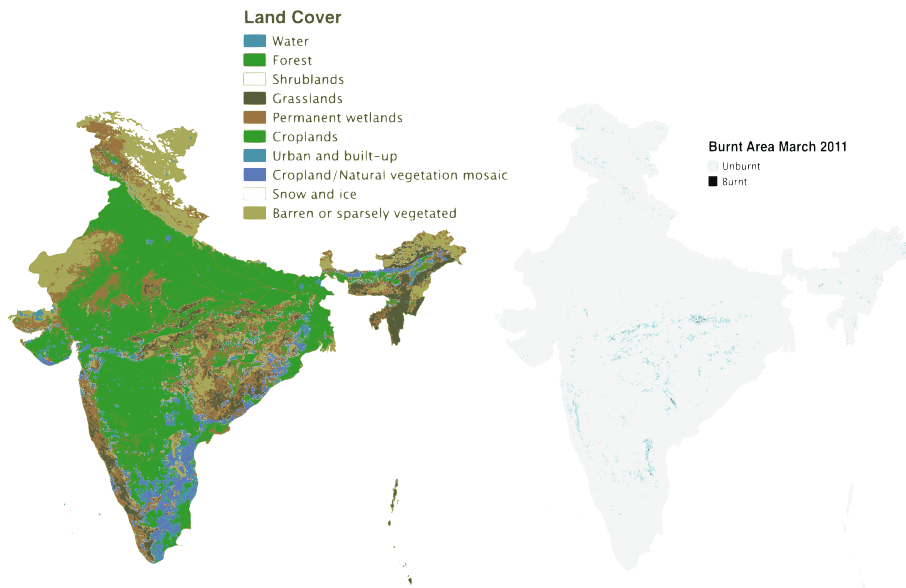 Land Cover
Water
Forest
Shrublands
Grasslands
Permanent wetlands
Croplands
Urban and built-up
Cropland/Natural vegetation mosaic
Snow and ice
Barren or sparsely vegetated
Burnt Area March 2011
Unburnt
Burnt